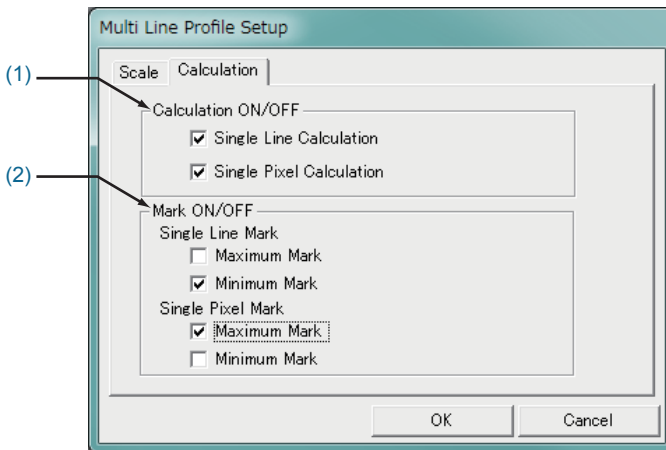 Multi Line Profile Setup
Scale Calculation
(1)
Calculation ON/OFF
Single Line Calculation
Single Pixel Calculation
(2)
Mark ON/OFF
Single Line Mark
Maximum Mark
Minimum Mark
Single Pixel Mark
Maximum Mark
Minimum Mark
OK Cancel